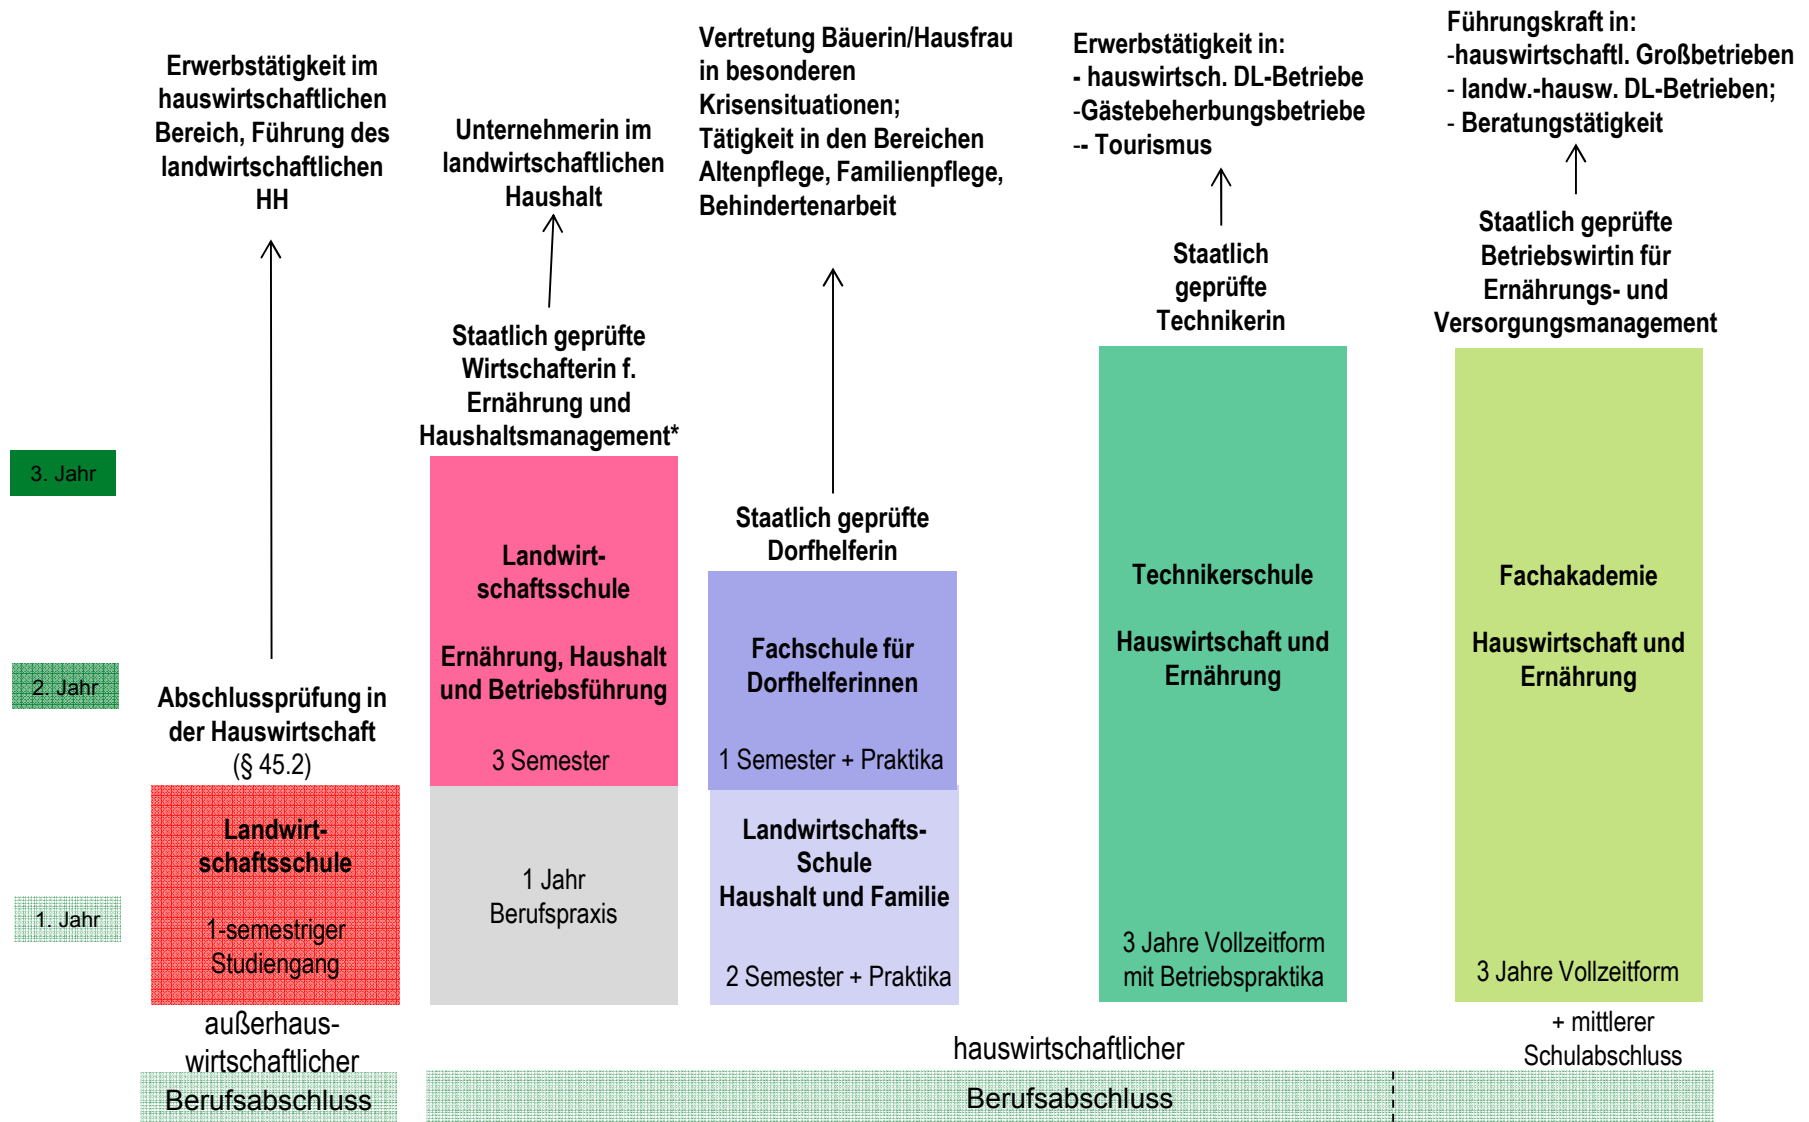 Erwerbstätigkeit im
hauswirtschaftlichen
Bereich, Führung des
landwirtschaftlichen
HH
Unternehmerin im
landwirtschaftlichen
Haushalt
Vertretung Bäuerin/Hausfrau
in besonderen
Krisensituationen;
Tätigkeit in den Bereichen
Altenpflege, Familienpflege,
Behindertenarbeit
Erwerbstätigkeit in:
- hauswirtsch. DL-Betriebe
-Gästebeherbungsbetriebe
-- Tourismus
Führungskraft in:
-hauswirtschaftl. Großbetrieben
- landw.-hausw. DL-Betrieben;
- Beratungstätigkeit
Staatlich geprüfte
Wirtschafterin f.
Ernährung und
Haushaltsmanagement*
Staatlich geprüfte
Dorfhelferin
Staatlich
geprüfte
Technikerin
Staatlich geprüfte
Betriebswirtin für
Ernährungs- und
Versorgungsmanagement
3. Jahr
2. Jahr
1. Jahr
Abschlussprüfung in
der Hauswirtschaft
(§ 45.2)
Landwirt-
schaftsschule
1-semestriger
Studiengang
Landwirt-
schaftsschule
Ernährung, Haushalt
und Betriebsführung
3 Semester
1 Jahr
Berufspraxis
Fachschule für
Dorfhelferinnen
1 Semester + Praktika
Landwirtschafts-
Schule
Haushalt und Familie
2 Semester + Praktika
Technikerschule
Hauswirtschaft und
Ernährung
3 Jahre Vollzeitform
mit Betriebspraktika
Fachakademie
Hauswirtschaft und
Ernährung
3 Jahre Vollzeitform
außerhaus-
wirtschaftlicher
Berufsabschluss
hauswirtschaftlicher
Berufsabschluss
+ mittlerer
Schulabschluss